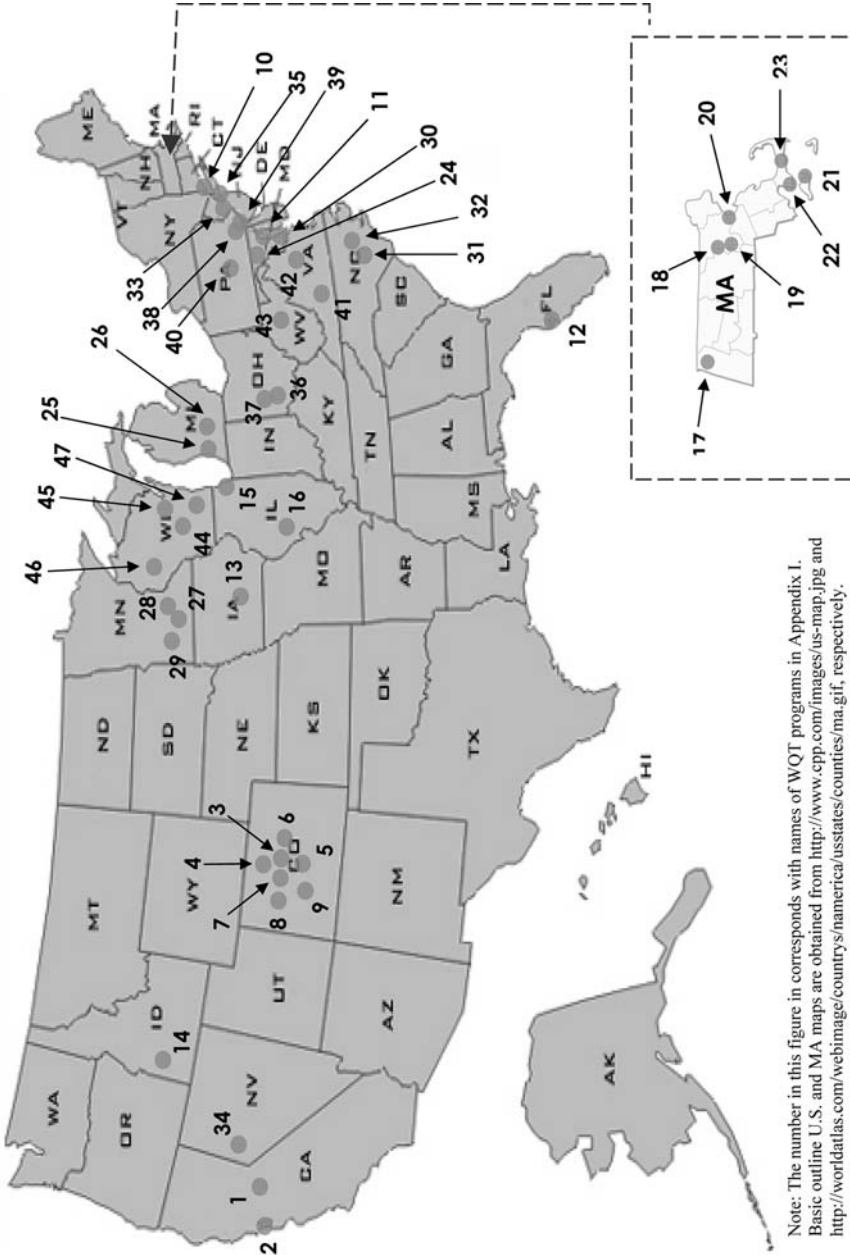 WA
MT
ND
MN
ME
VT
NH
MA
RI
CT
NJ
DE
MD
OR
ID
14
WY
SD
46
45
47
WI
44
28
27
29
25
26
MI
NY
10
35
39
11
30
24
33
38
40
PA
NV
34
UT
4
3
7
6
8
CO
5
9
NE
IA
13
15
IL
16
IN
OH
37
36
43
WV
42
VA
41
1
2
CA
AZ
NM
KS
MO
KY
TN
NC
32
31
SC
OK
AR
MS
AL
GA
TX
LA
FL
12
AK
HI
18
20
23
MA
17
19
22
21
Note: The number in this figure in corresponds with names of WQT programs in Appendix I.
Basic outline U.S. and MA maps are obtained from http://www.cpp.com/images/us-map.jpg and
http://worldatlas.com/webimage/countrys/namerica/usstates/counties/ma.gif, respectively.